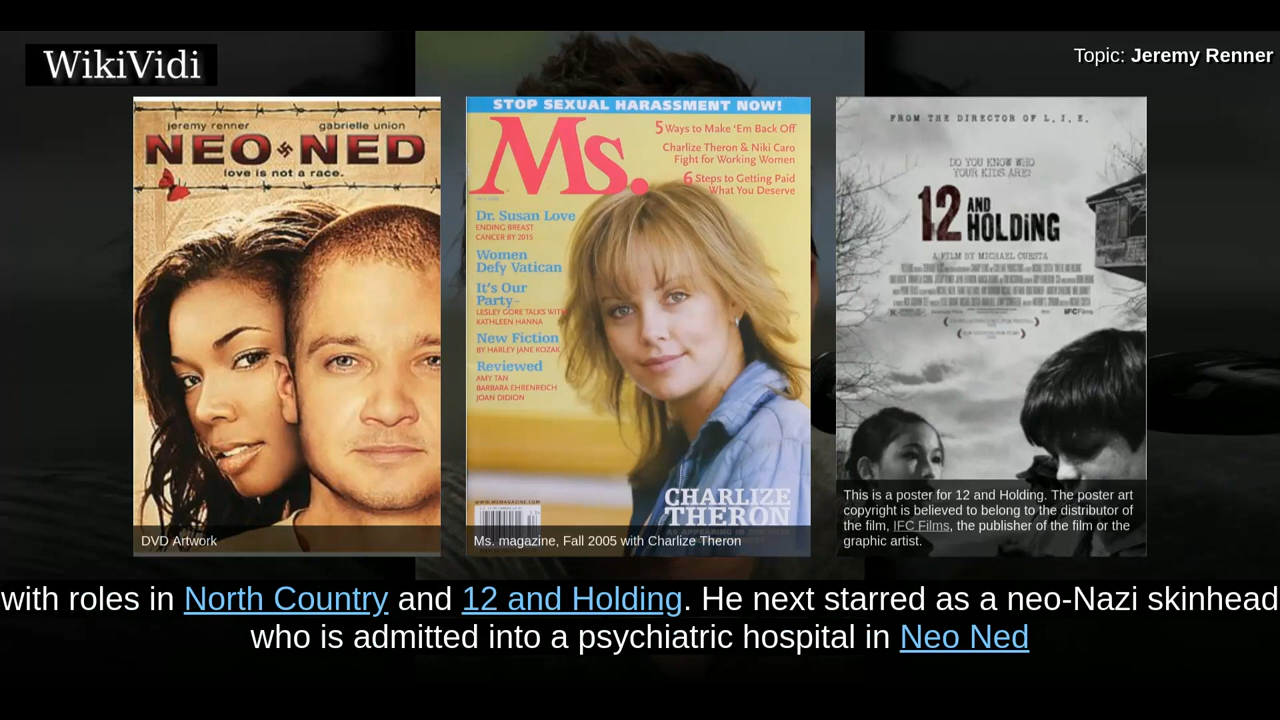 WikiVidi
Topic: Jeremy Renner
jeremy renner gabrielle union
NEO NED
love is not a race.
DVD Artwork
STOP SEXUAL HARASSMENT NOW!
Ms.
5 Ways to Make 'Em Back Off
Charlize Theron & Niki Caro
Fight for Working Women
6 Steps to Getting Paid
What You Deserve
Dr. Susan Love
ENDING BREAST
CANCER BY 2015
Women
Defy Vatican
It's Our
Party–
LESLEY GORE TALKS WITH
KATHLEEN HANNA
New Fiction
BY HARLEY JANE KOZAK
Reviewed
AMY TAN
BARBARA EHRENREICH
JOAN DIDION
WWW.MSMAGAZINE.COM
CHARLIZE
THERON
Ms. magazine, Fall 2005 with Charlize Theron
FROM THE DIRECTOR OF L. I. E.
DO YOU KNOW WHO
YOUR KIDS ARE?
12 AND
HOLDING
A FILM BY MICHAEL CUESTA
IFC Films
This is a poster for 12 and Holding. The poster art
copyright is believed to belong to the distributor of
the film, IFC Films, the publisher of the film or the
graphic artist.
with roles in North Country and 12 and Holding. He next starred as a neo-Nazi skinhead
who is admitted into a psychiatric hospital in Neo Ned